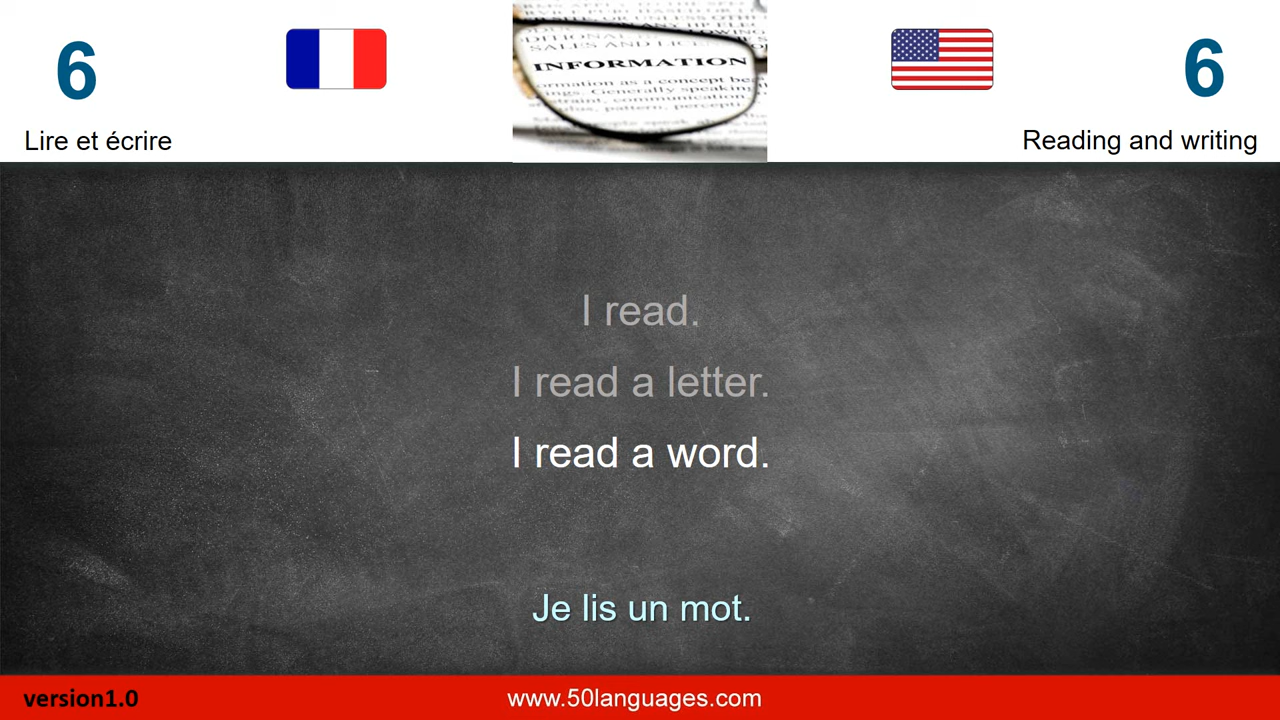 6
Lire et écrire
INFORMATION
6
Reading and writing
I read.
I read a letter.
I read a word.
Je lis un mot.
version1.0
www.50languages.com